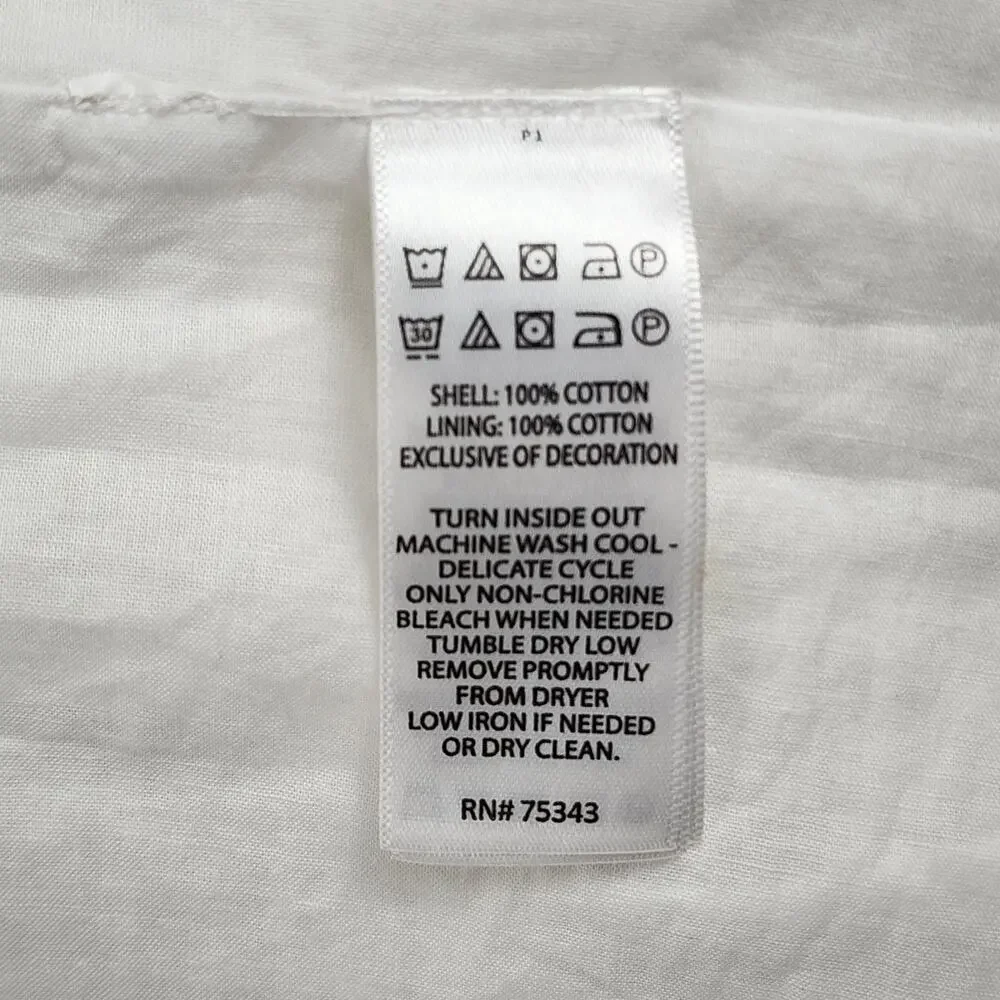 P1
P
30 P
SHELL: 100% COTTON
LINING: 100% COTTON
EXCLUSIVE OF DECORATION
TURN INSIDE OUT
MACHINE WASH COOL -
DELICATE CYCLE
ONLY NON-CHLORINE
BLEACH WHEN NEEDED
TUMBLE DRY LOW
REMOVE PROMPTLY
FROM DRYER
LOW IRON IF NEEDED
OR DRY CLEAN.
RN# 75343